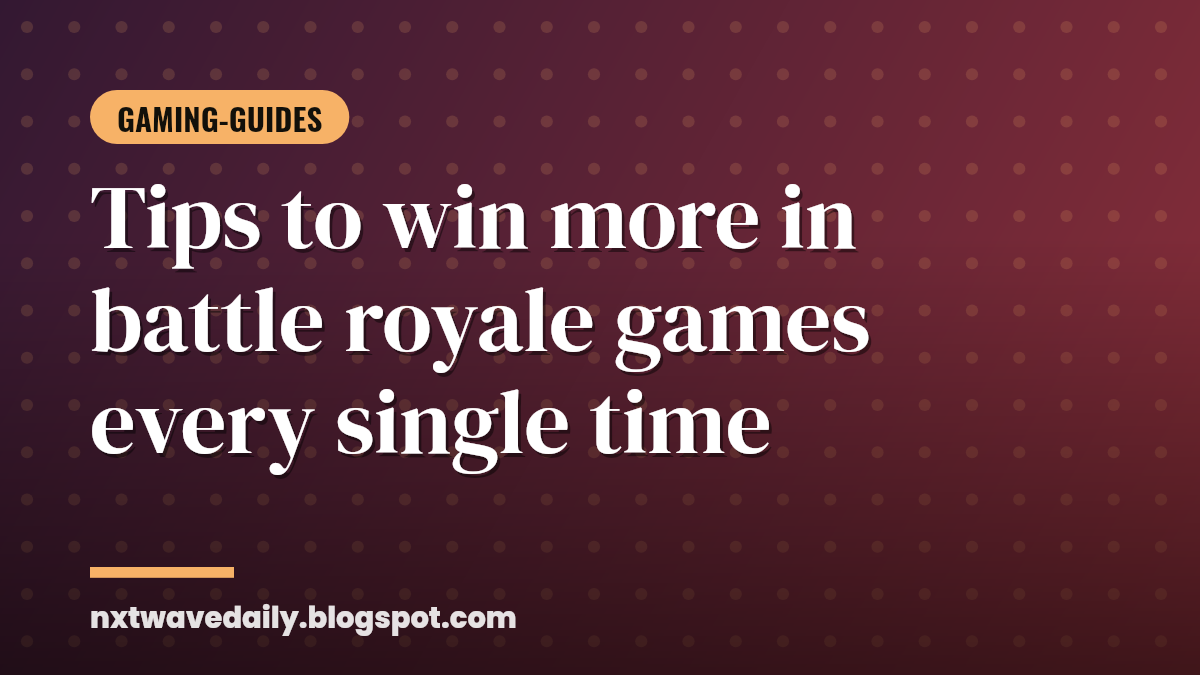 GAMING-GUIDES
Tips to win more in
battle royale games
every single time
nxtwavedaily.blogspot.com